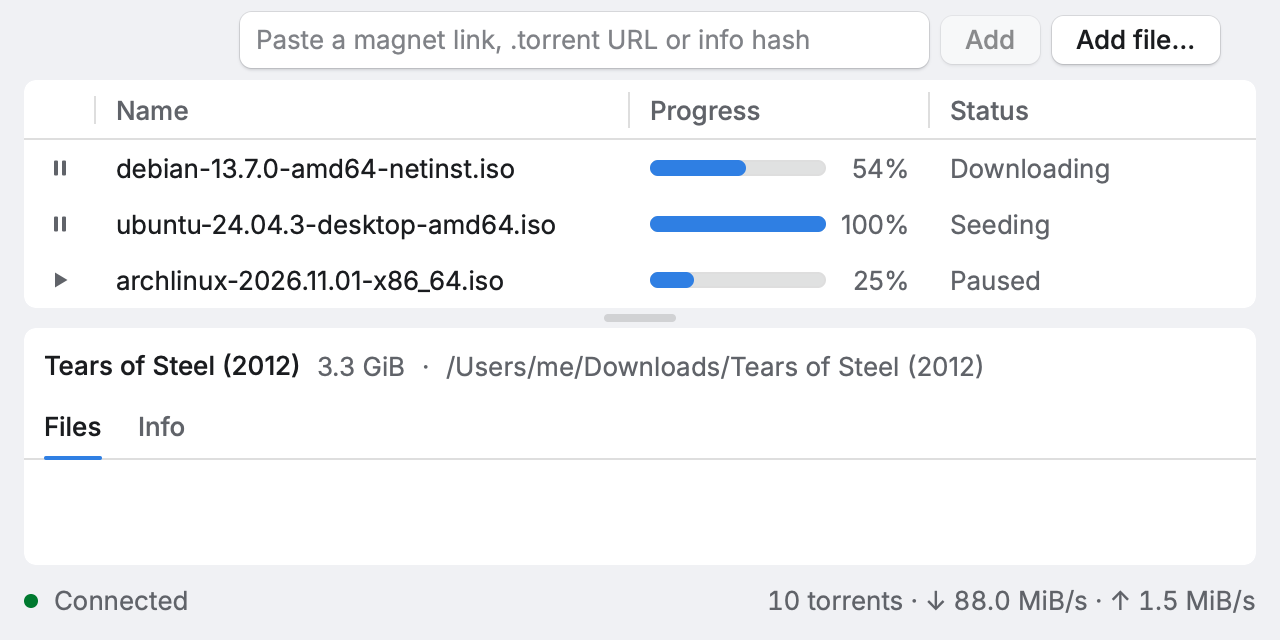 Paste a magnet link, .torrent URL or info hash Add Add file...
Name Progress Status
debian-13.7.0-amd64-netinst.iso 54% Downloading
ubuntu-24.04.3-desktop-amd64.iso 100% Seeding
archlinux-2026.11.01-x86_64.iso 25% Paused
Tears of Steel (2012) 3.3 GiB · /Users/me/Downloads/Tears of Steel (2012)
Files Info
Connected 10 torrents · ↓ 88.0 MiB/s · ↑ 1.5 MiB/s